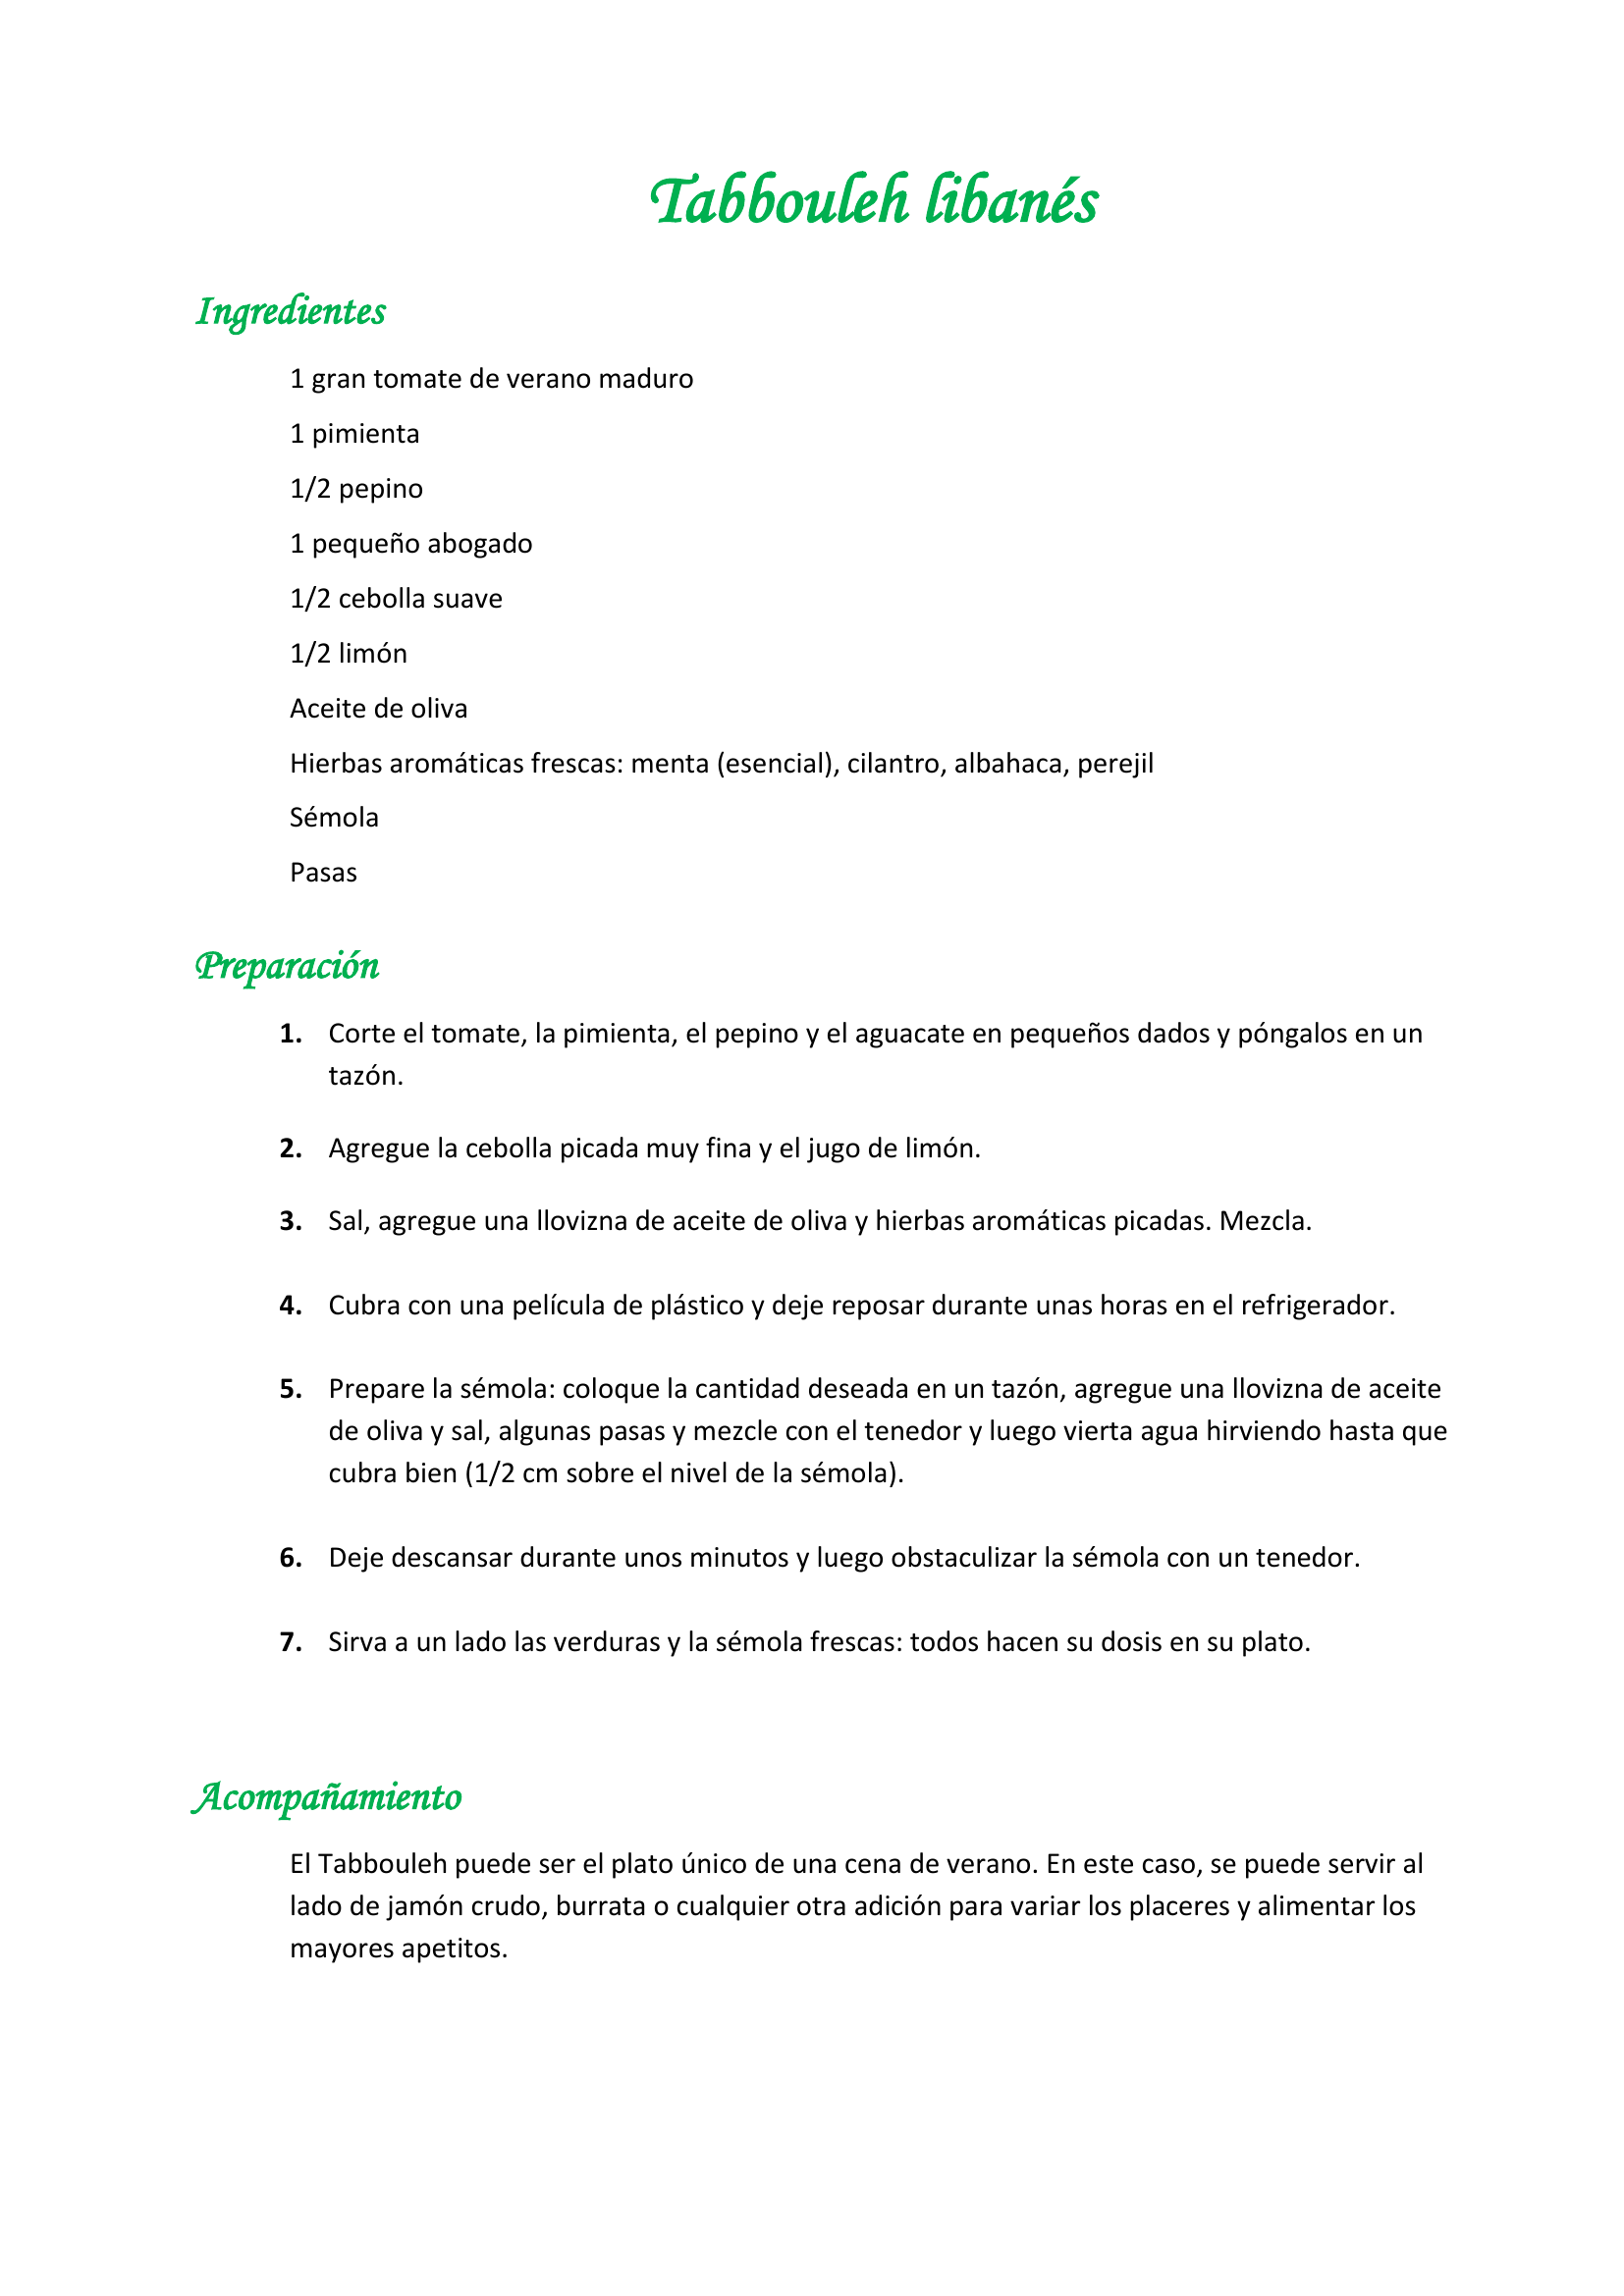 Tabbouleh libanés
Ingredientes
1 gran tomate de verano maduro
1 pimienta
1/2 pepino
1 pequeño abogado
1/2 cebolla suave
1/2 limón
Aceite de oliva
Hierbas aromáticas frescas: menta (esencial), cilantro, albahaca, perejil
Sémola
Pasas
Preparación
1. Corte el tomate, la pimienta, el pepino y el aguacate en pequeños dados y póngalos en un
tazón.
2. Agregue la cebolla picada muy fina y el jugo de limón.
3. Sal, agregue una llovizna de aceite de oliva y hierbas aromáticas picadas. Mezcla.
4. Cubra con una película de plástico y deje reposar durante unas horas en el refrigerador.
5. Prepare la sémola: coloque la cantidad deseada en un tazón, agregue una llovizna de aceite
de oliva y sal, algunas pasas y mezcle con el tenedor y luego vierta agua hirviendo hasta que
cubra bien (1/2 cm sobre el nivel de la sémola).
6. Deje descansar durante unos minutos y luego obstaculizar la sémola con un tenedor.
7. Sirva a un lado las verduras y la sémola frescas: todos hacen su dosis en su plato.
Acompañamiento
El Tabbouleh puede ser el plato único de una cena de verano. En este caso, se puede servir al
lado de jamón crudo, burrata o cualquier otra adición para variar los placeres y alimentar los
mayores apetitos.